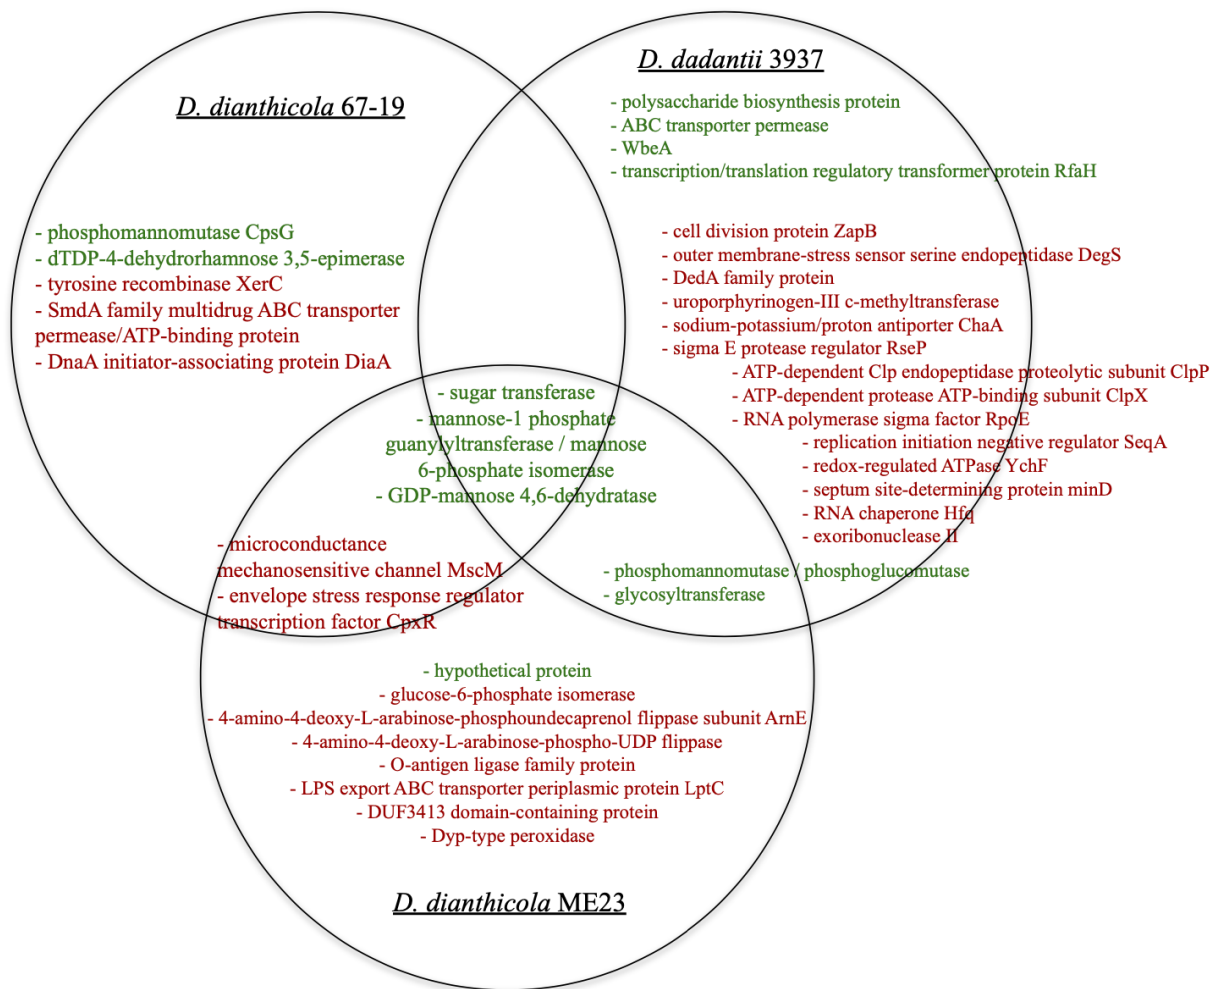 D. dianthicola 67-19
- phosphomannomutase CpsG
- dTDP-4-dehydrorhamnose 3,5-epimerase
- tyrosine recombinase XerC
- SmdA family multidrug ABC transporter
permease/ATP-binding protein
- DnaA initiator-associating protein DiaA
D. dadantii 3937
- polysaccharide biosynthesis protein
- ABC transporter permease
- WbeA
- transcription/translation regulatory transformer protein RfaH
- cell division protein ZapB
- outer membrane-stress sensor serine endopeptidase DegS
- DedA family protein
- uroporphyrinogen-III c-methyltransferase
- sodium-potassium/proton antiporter ChaA
- sigma E protease regulator RseP
- ATP-dependent Clp endopeptidase proteolytic subunit ClpP
- ATP-dependent protease ATP-binding subunit ClpX
- RNA polymerase sigma factor RpoE
- replication initiation negative regulator SeqA
- redox-regulated ATPase YchF
- septum site-determining protein minD
- RNA chaperone Hfq
- exoribonuclease II
- sugar transferase
- mannose-1 phosphate
guanylyltransferase / mannose
6-phosphate isomerase
- GDP-mannose 4,6-dehydratase
- microconductance
mechanosensitive channel MscM
- envelope stress response regulator
transcription factor CpxR
- phosphomannomutase / phosphoglucomutase
- glycosyltransferase
- hypothetical protein
- glucose-6-phosphate isomerase
- 4-amino-4-deoxy-L-arabinose-phosphoundecaprenol flippase subunit ArnE
- 4-amino-4-deoxy-L-arabinose-phospho-UDP flippase
- O-antigen ligase family protein
- LPS export ABC transporter periplasmic protein LptC
- DUF3413 domain-containing protein
- Dyp-type peroxidase
D. dianthicola ME23